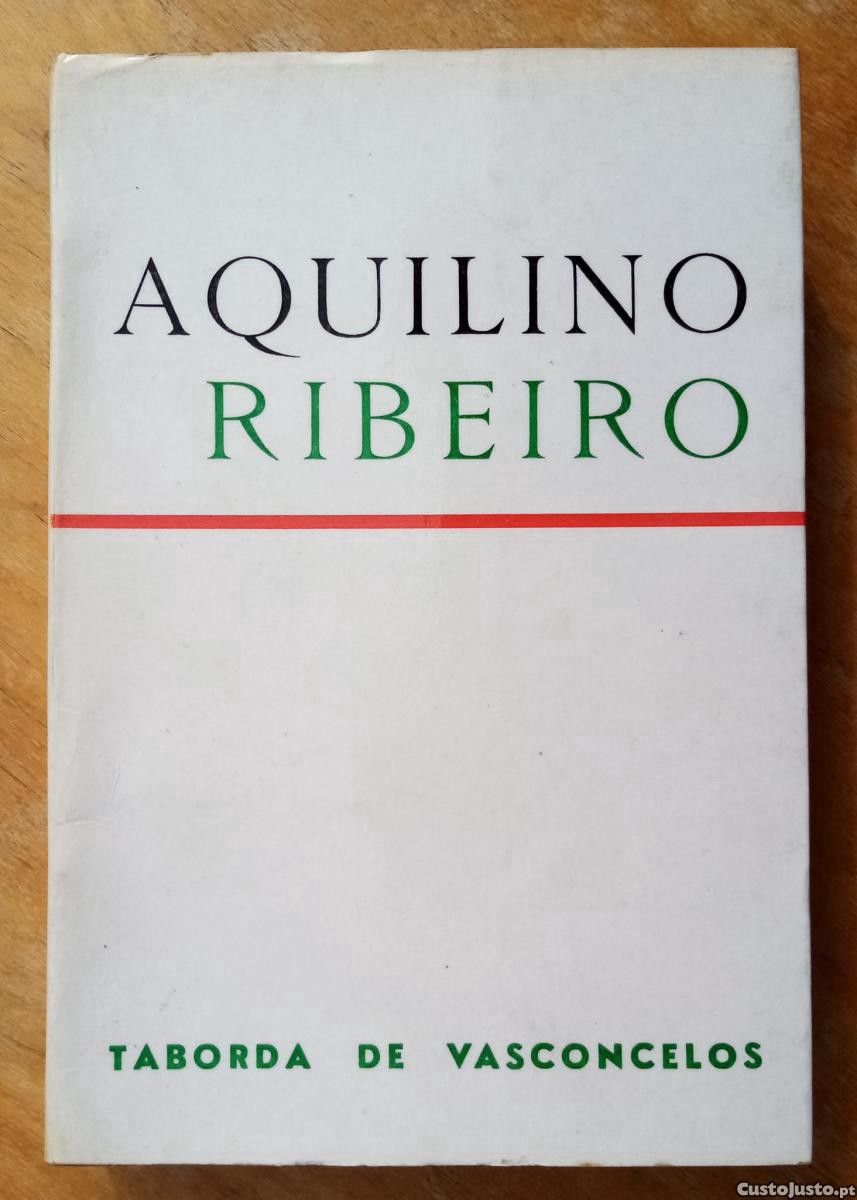 AQUILINO
RIBEIRO
TABORDA DE VASCONCELOS
CustoJusto.pt